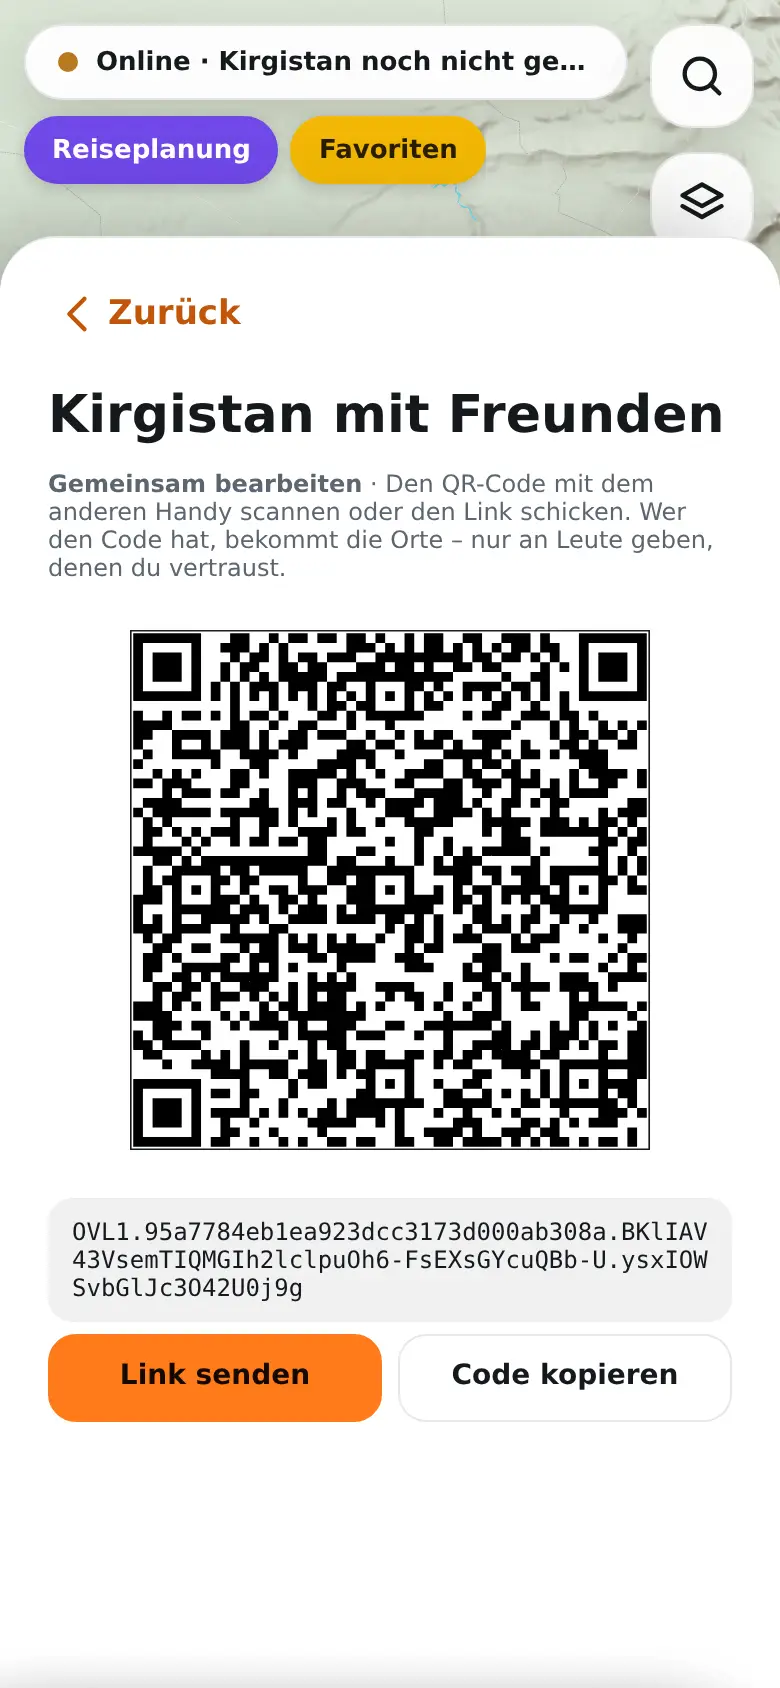 Online · Kirgistan noch nicht ge…
Reiseplanung
Favoriten
Zurück
Kirgistan mit Freunden
Gemeinsam bearbeiten · Den QR-Code mit dem
anderen Handy scannen oder den Link schicken. Wer
den Code hat, bekommt die Orte – nur an Leute geben,
denen du vertraust.
OVL1.95a7784eb1ea923dcc3173d000ab308a.BKlIAV
43VsemTIQMGIh2lclpuOh6-FsEXsGYcuQBb-U.ysxIOW
SvbGlJc3O42U0j9g
Link senden
Code kopieren